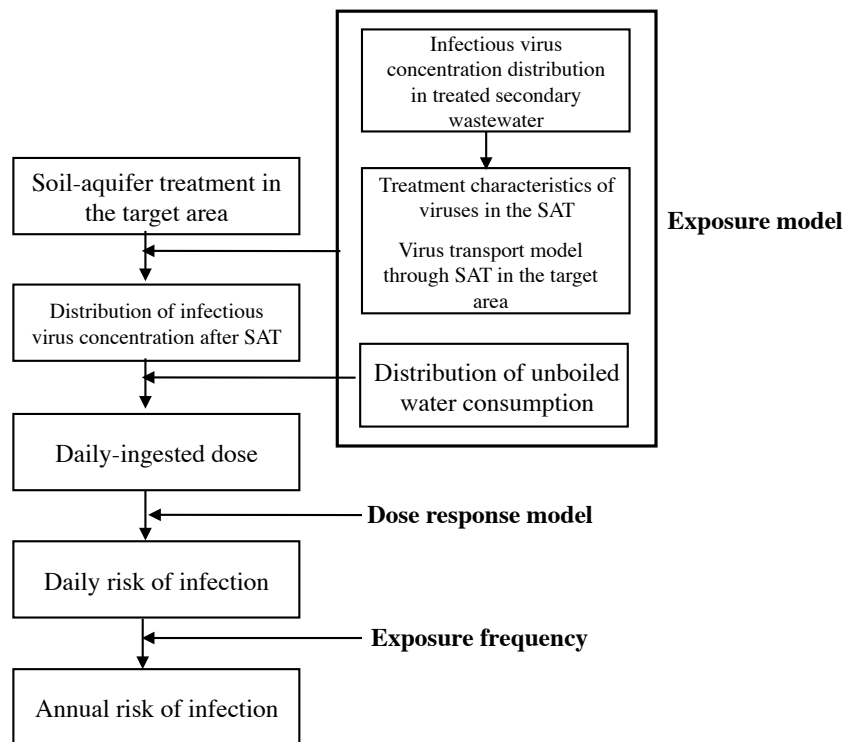 Infectious virus
concentration distribution
in treated secondary
wastewater
Treatment characteristics of
viruses in the SAT
Virus transport model
through SAT in the target
area
Exposure model
Soil-aquifer treatment in
the target area
Distribution of infectious
virus concentration after SAT
Distribution of unboiled
water consumption
Daily-ingested dose
Dose response model
Daily risk of infection
Exposure frequency
Annual risk of infection